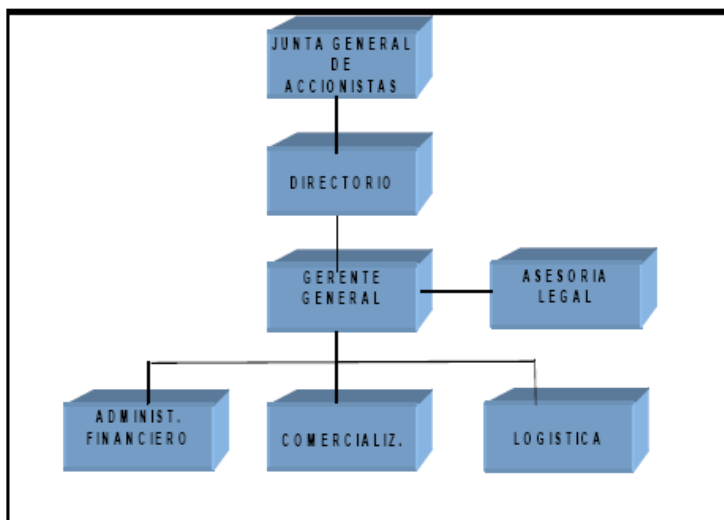 JUNTA GENERAL
DE
ACCIONISTAS
DIRECTORIO
GERENTE
GENERAL
ASESORIA
LEGAL
ADMINIST.
FINANCIERO
COMERCIALIZ.
LOGISTICA